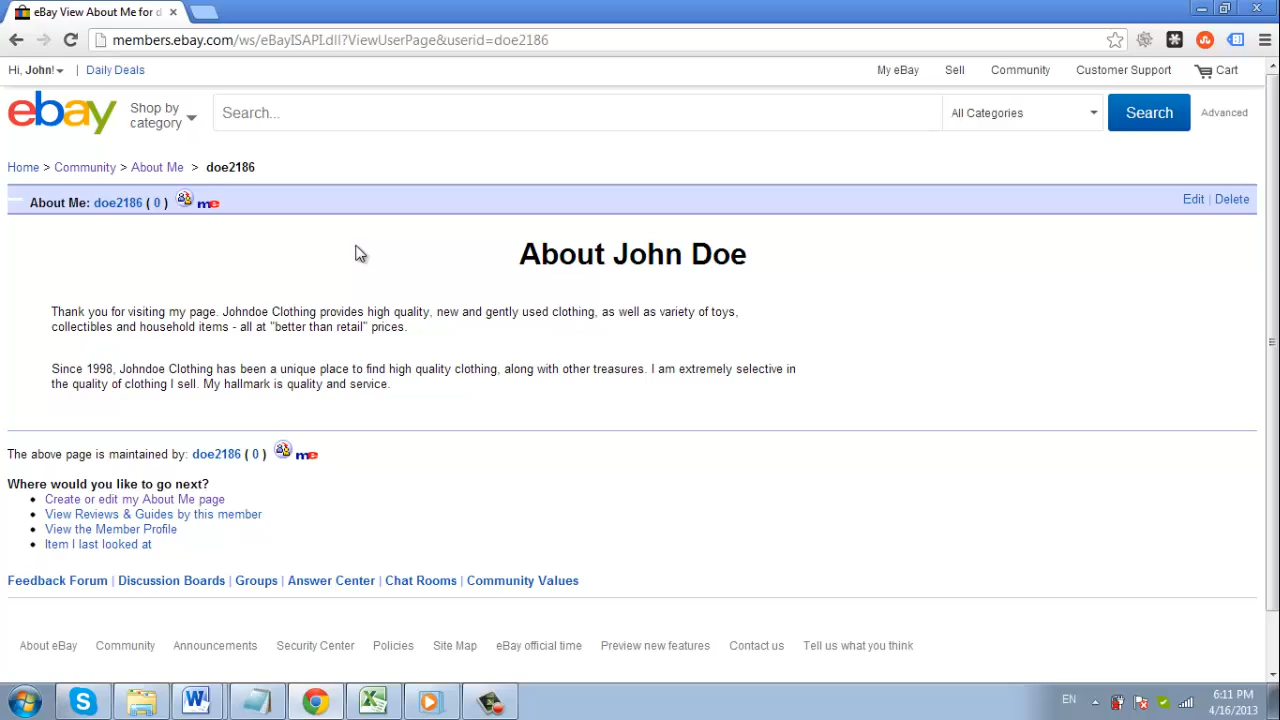 eBay View About Me for d
members.ebay.com/ws/eBayISAPI.dll?ViewUserPage&userid=doe2186
Hi, John! | Daily Deals My eBay Sell Community Customer Support Cart
ebay Shop by category Search... All Categories Search Advanced
Home > Community > About Me > doe2186
About Me: doe2186 ( 0 ) me Edit | Delete
About John Doe
Thank you for visiting my page. Johndoe Clothing provides high quality, new and gently used clothing, as well as variety of toys,
collectibles and household items - all at "better than retail" prices.
Since 1998, Johndoe Clothing has been a unique place to find high quality clothing, along with other treasures. I am extremely selective in
the quality of clothing I sell. My hallmark is quality and service.
The above page is maintained by: doe2186 ( 0 ) me
Where would you like to go next?
Create or edit my About Me page
View Reviews & Guides by this member
View the Member Profile
Item I last looked at
Feedback Forum | Discussion Boards | Groups | Answer Center | Chat Rooms | Community Values
About eBay Community Announcements Security Center Policies Site Map eBay official time Preview new features Contact us Tell us what you think
EN 6:11 PM
4/16/2013